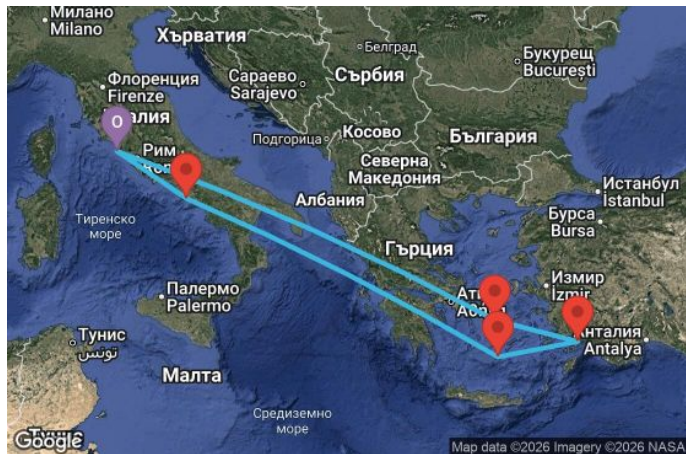 Милано
Milano
Хърватия
Белград
Букурещ
București
Флоренция
Firenze
Сараево
Sarajevo
Сърбия
О
алия
Подгорица
Косово
България
Рим
Северна
Македония
Истанбул
İstanbul
Албания
Бурса
Bursa
Тиренско
море
Гърция
Палермо
Palermo
Измир
İzmir
Анталия
Antalya
Тунис
تونس
Малта
Средиземно
море
Google
Map data ©2026 Imagery ©2026 NASA